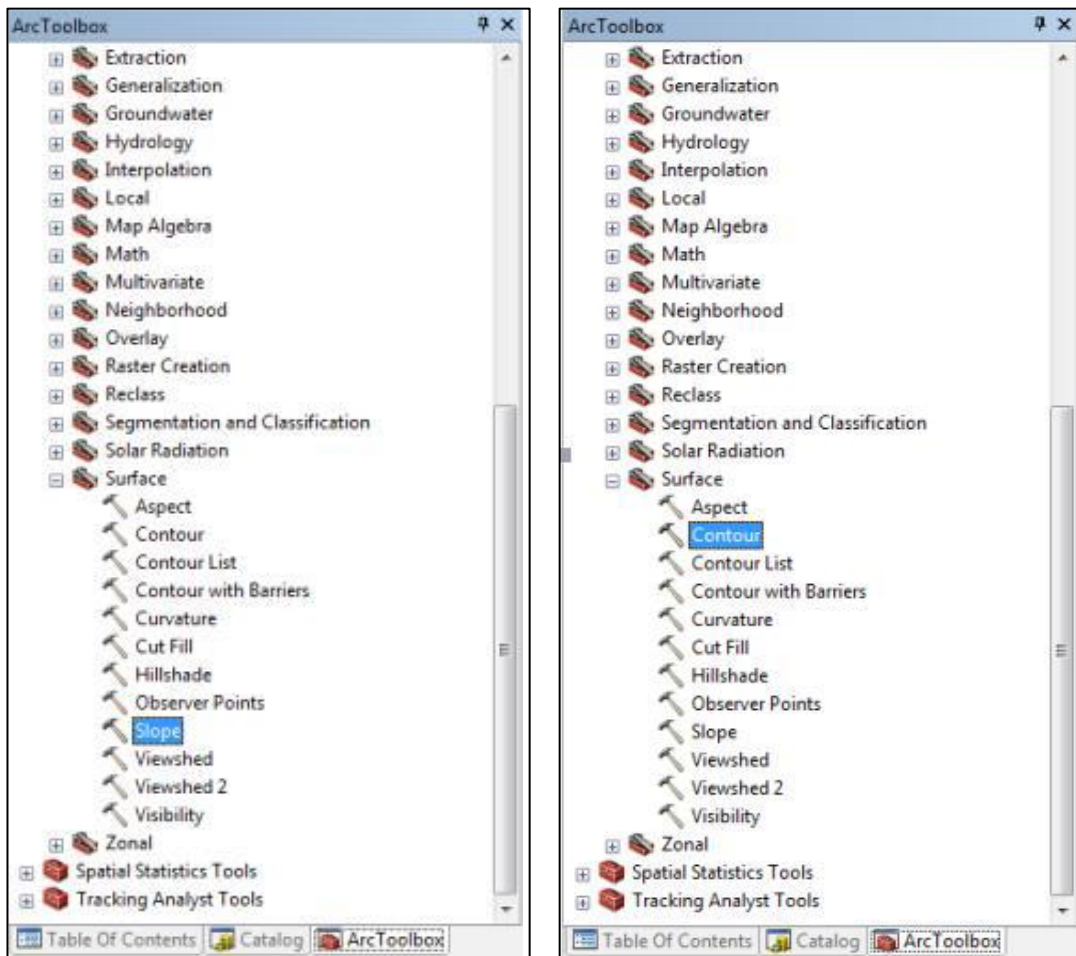 ArcToolbox
Extraction
Generalization
Groundwater
Hydrology
Interpolation
Local
Map Algebra
Math
Multivariate
Neighborhood
Overlay
Raster Creation
Reclass
Segmentation and Classification
Solar Radiation
Surface
Aspect
Contour
Contour List
Contour with Barriers
Curvature
Cut Fill
Hillshade
Observer Points
Slope
Viewshed
Viewshed 2
Visibility
Zonal
Spatial Statistics Tools
Tracking Analyst Tools
Table Of Contents Catalog ArcToolbox
ArcToolbox
Extraction
Generalization
Groundwater
Hydrology
Interpolation
Local
Map Algebra
Math
Multivariate
Neighborhood
Overlay
Raster Creation
Reclass
Segmentation and Classification
Solar Radiation
Surface
Aspect
Contour
Contour List
Contour with Barriers
Curvature
Cut Fill
Hillshade
Observer Points
Slope
Viewshed
Viewshed 2
Visibility
Zonal
Spatial Statistics Tools
Tracking Analyst Tools
Table Of Contents Catalog ArcToolbox